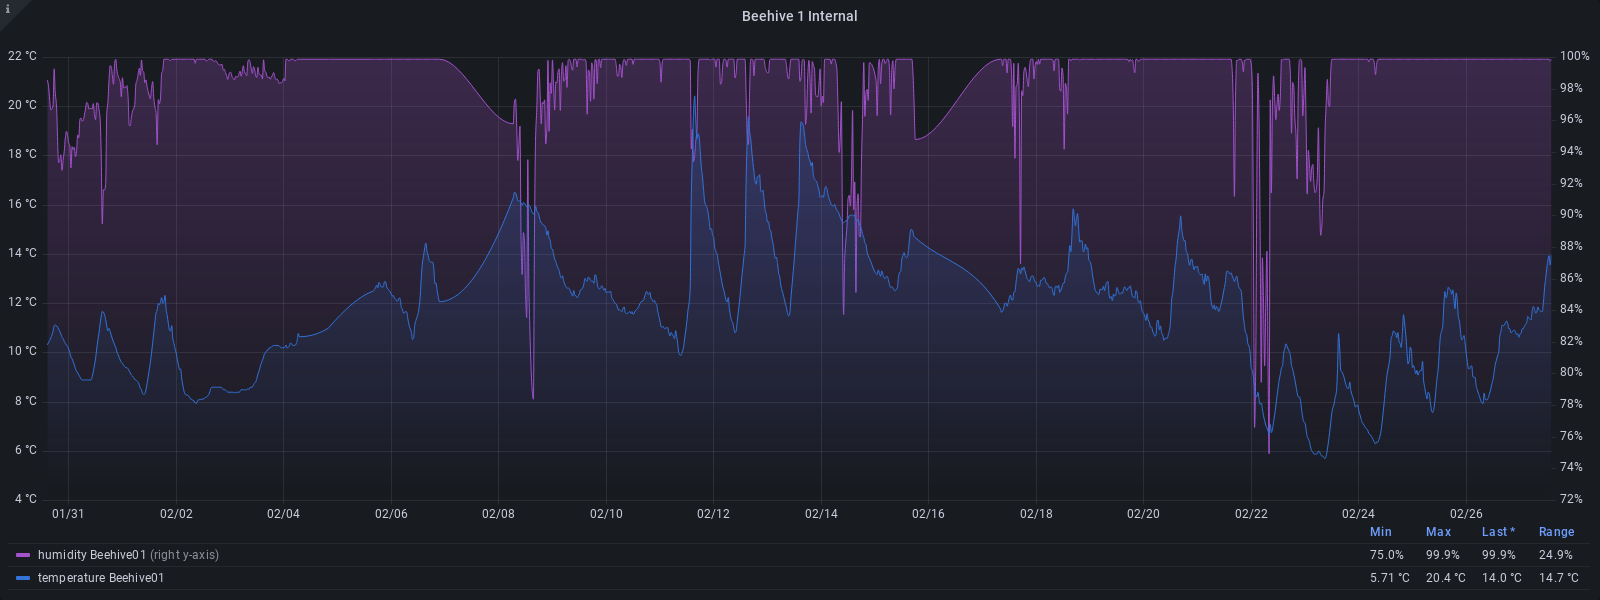 i
Beehive 1 Internal
22 °C 100%
98%
20 °C
96%
18 °C
94%
92%
16 °C
90%
14 °C
88%
86%
12 °C
84%
10 °C
82%
80%
8 °C
78%
6 °C
76%
74%
4 °C 72%
01/31 02/02 02/04 02/06 02/08 02/10 02/12 02/14 02/16 02/18 02/20 02/22 02/24 02/26
Min Max Last * Range
humidity Beehive01 (right y-axis) 75.0% 99.9% 99.9% 24.9%
temperature Beehive01 5.71 °C 20.4 °C 14.0 °C 14.7 °C